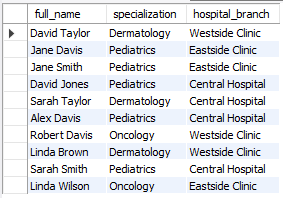 full_name specialization hospital_branch
David Taylor Dermatology Westside Clinic
Jane Davis Pediatrics Eastside Clinic
Jane Smith Pediatrics Eastside Clinic
David Jones Pediatrics Central Hospital
Sarah Taylor Dermatology Central Hospital
Alex Davis Pediatrics Central Hospital
Robert Davis Oncology Westside Clinic
Linda Brown Dermatology Westside Clinic
Sarah Smith Pediatrics Central Hospital
Linda Wilson Oncology Eastside Clinic